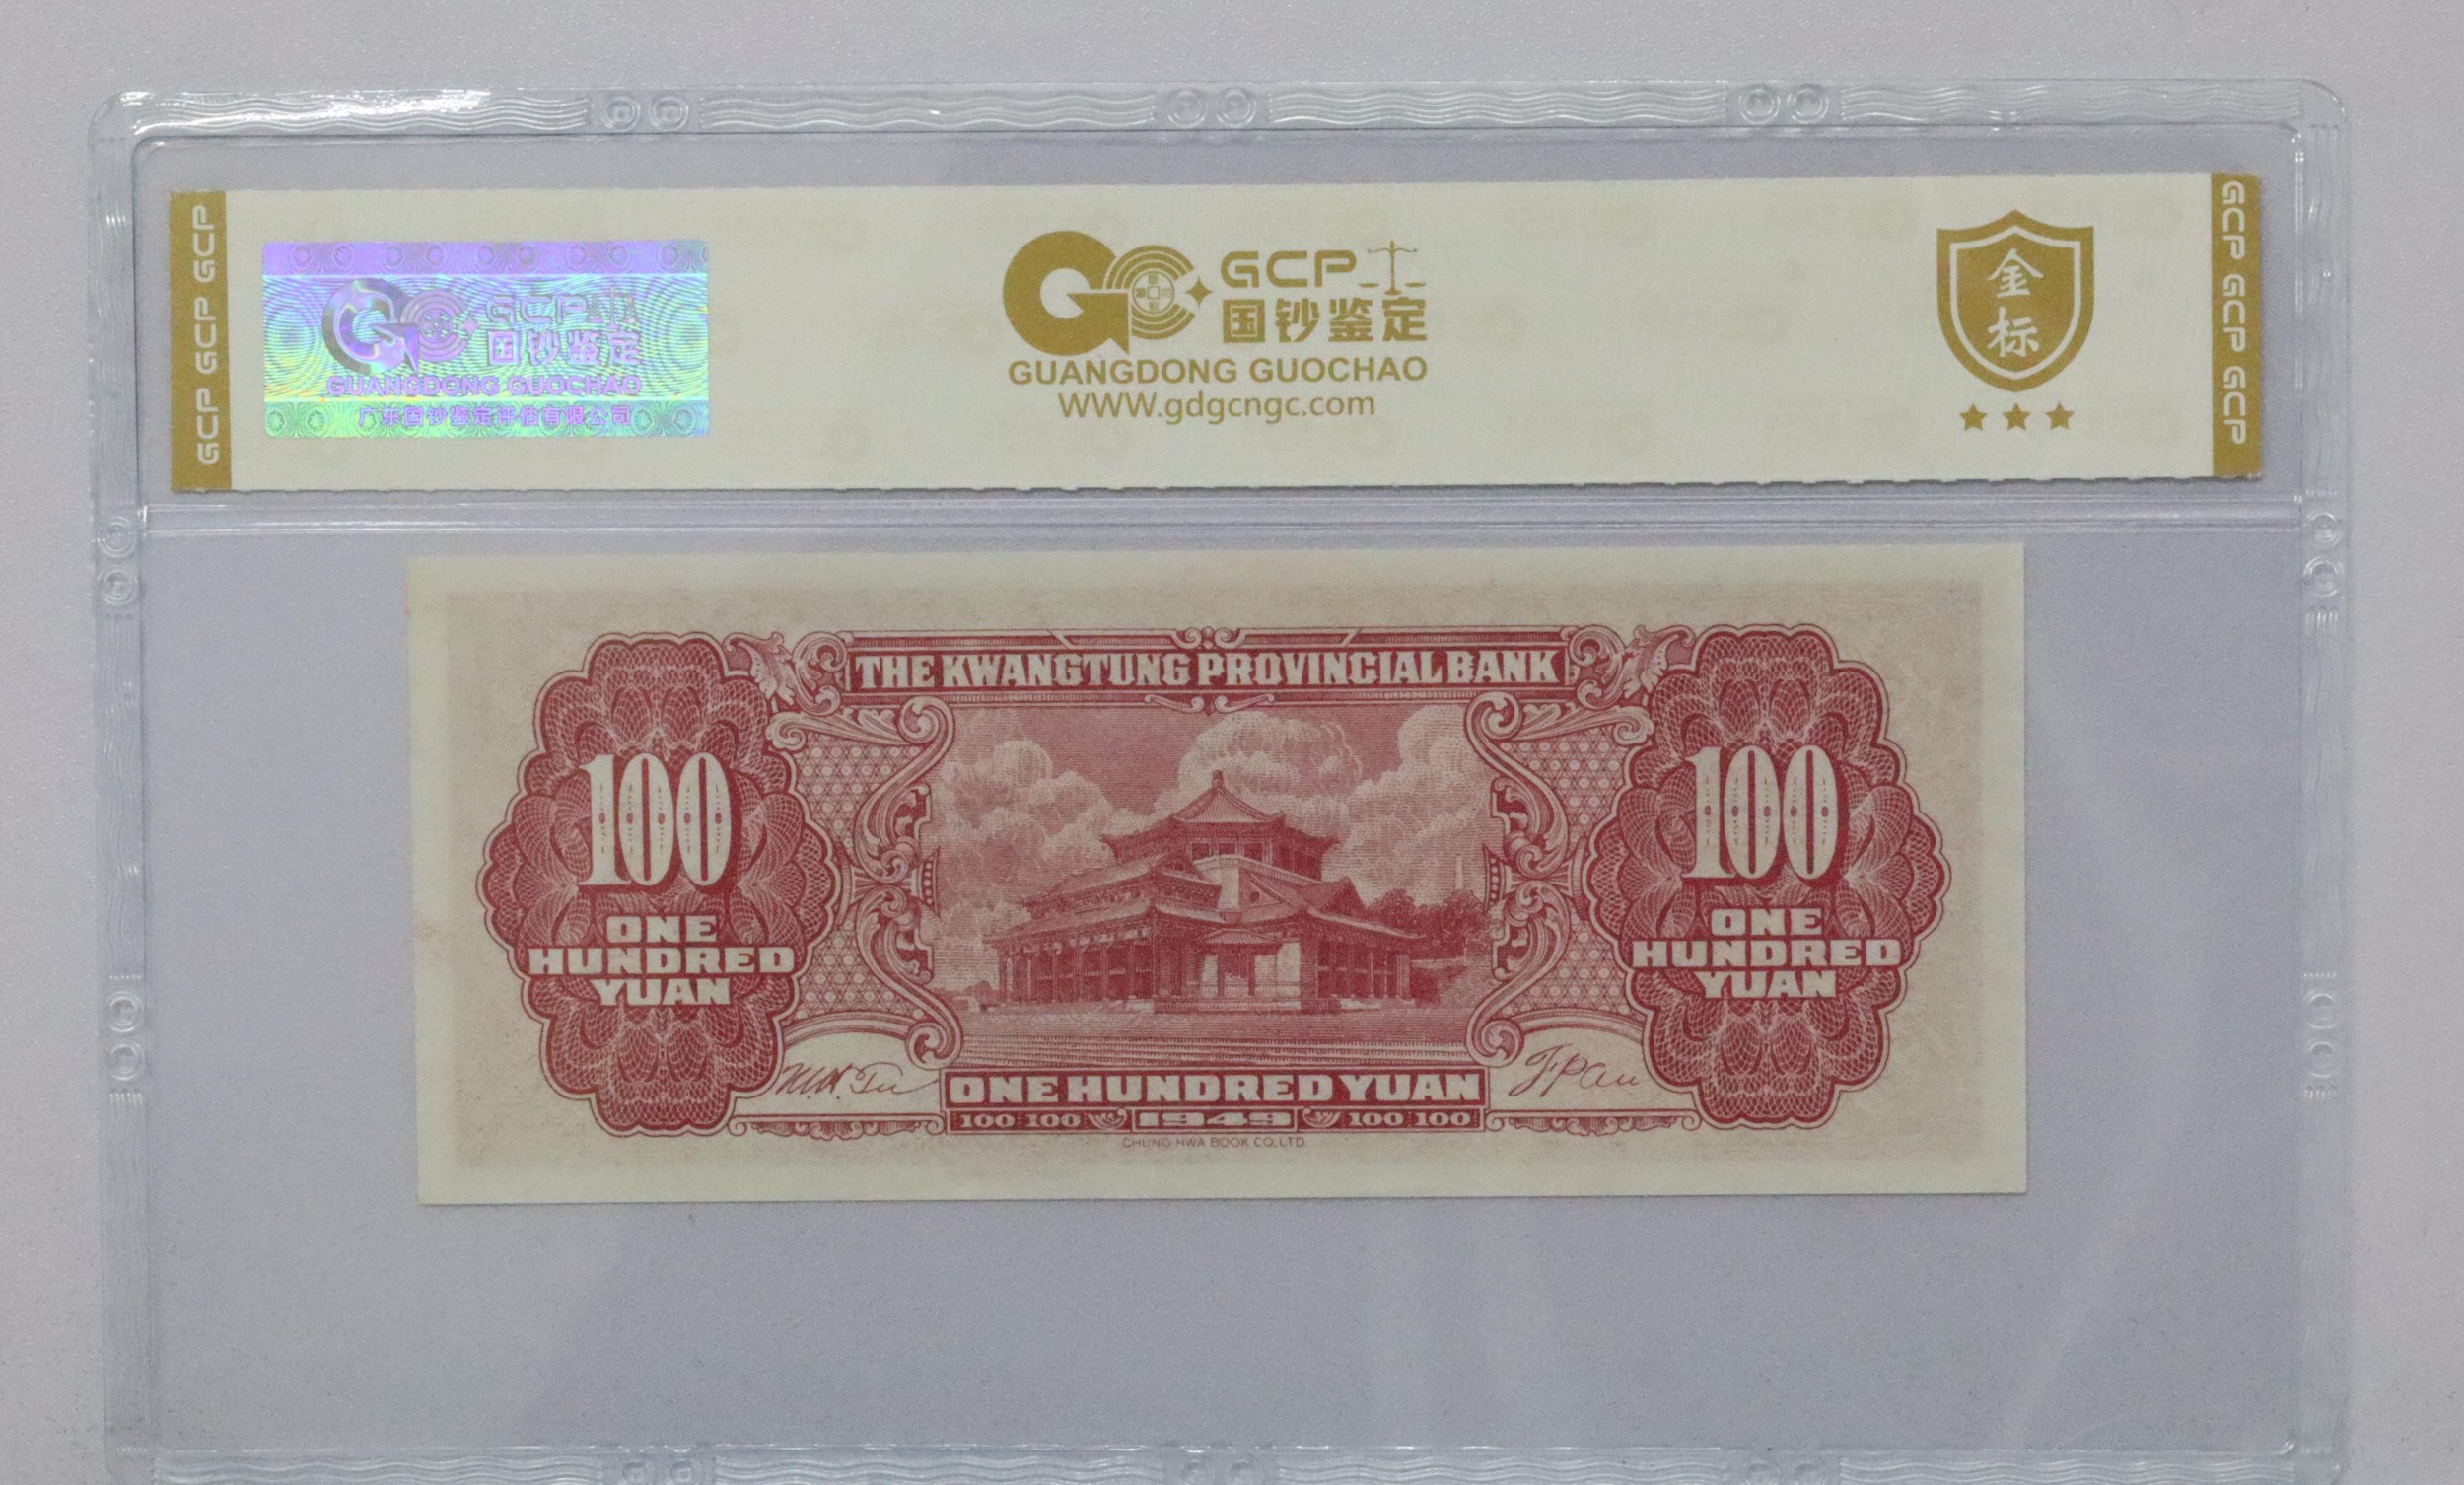 GCP GCP GCP
GCP 国钞鉴定
GUANGDONG GUOCHAO
广东国钞鉴定评估有限公司
GCP
国钞鉴定
GUANGDONG GUOCHAO
WWW.gdgcngc.com
金标
GCP GCP GCP
THE KWANGTUNG PROVINCIAL BANK
100
ONE
HUNDRED
YUAN
100
ONE
HUNDRED
YUAN
ONE HUNDRED YUAN
100 100 1949 100 100
CHUNG HWA BOOK CO. LTD.